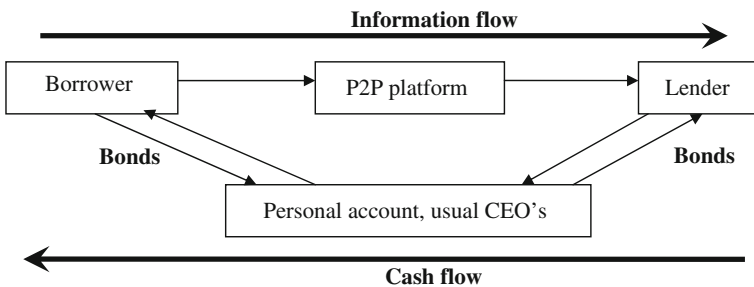 Information flow
Borrower
P2P platform
Lender
Bonds
Bonds
Personal account, usual CEO’s
Cash flow